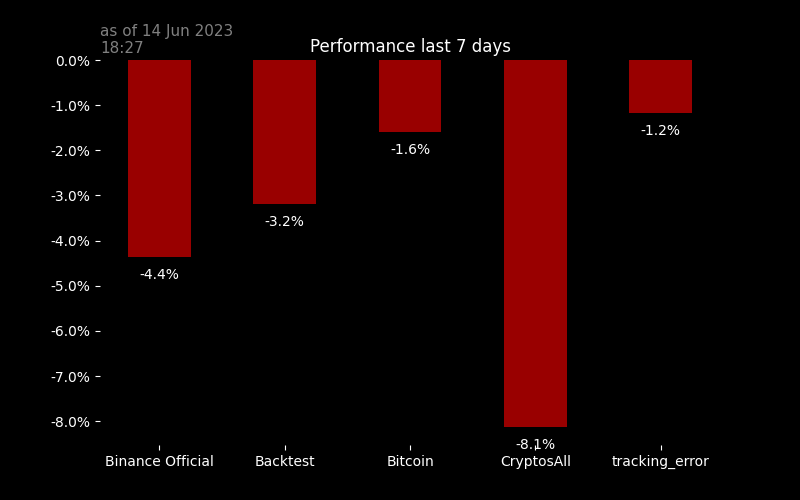 as of 14 Jun 2023
18:27
Performance last 7 days
0.0%
-1.0%
-2.0%
-3.0%
-4.0%
-5.0%
-6.0%
-7.0%
-8.0%
-4.4%
-3.2%
-1.6%
-8.1%
-1.2%
Binance Official
Backtest
Bitcoin
CryptosAll
tracking_error